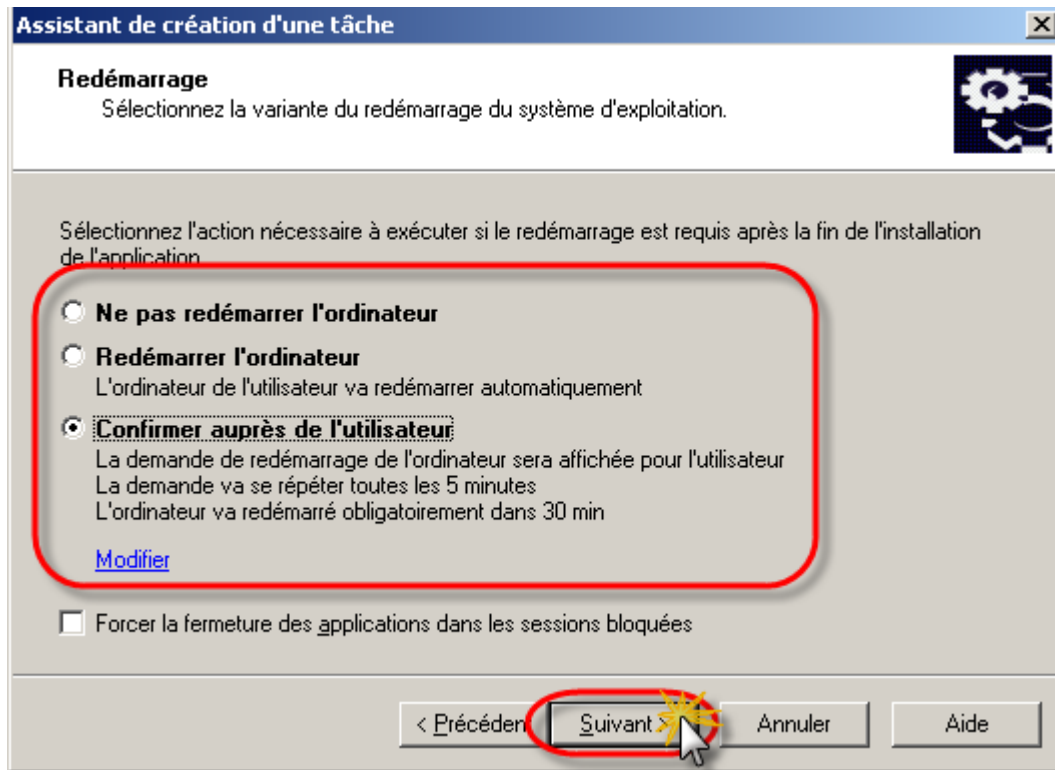 Assistant de création d'une tâche
Redémarrage
Sélectionnez la variante du redémarrage du système d'exploitation.
Sélectionnez l'action nécessaire à exécuter si le redémarrage est requis après la fin de l'installation
de l'application
Ne pas redémarrer l'ordinateur
Redémarrer l'ordinateur
L'ordinateur de l'utilisateur va redémarrer automatiquement
Confirmer auprès de l'utilisateur
La demande de redémarrage de l'ordinateur sera affichée pour l'utilisateur
La demande va se répéter toutes les 5 minutes
L'ordinateur va redémarré obligatoirement dans 30 min
Modifier
Forcer la fermeture des applications dans les sessions bloquées
< Précéden
Suivant >
Annuler
Aide